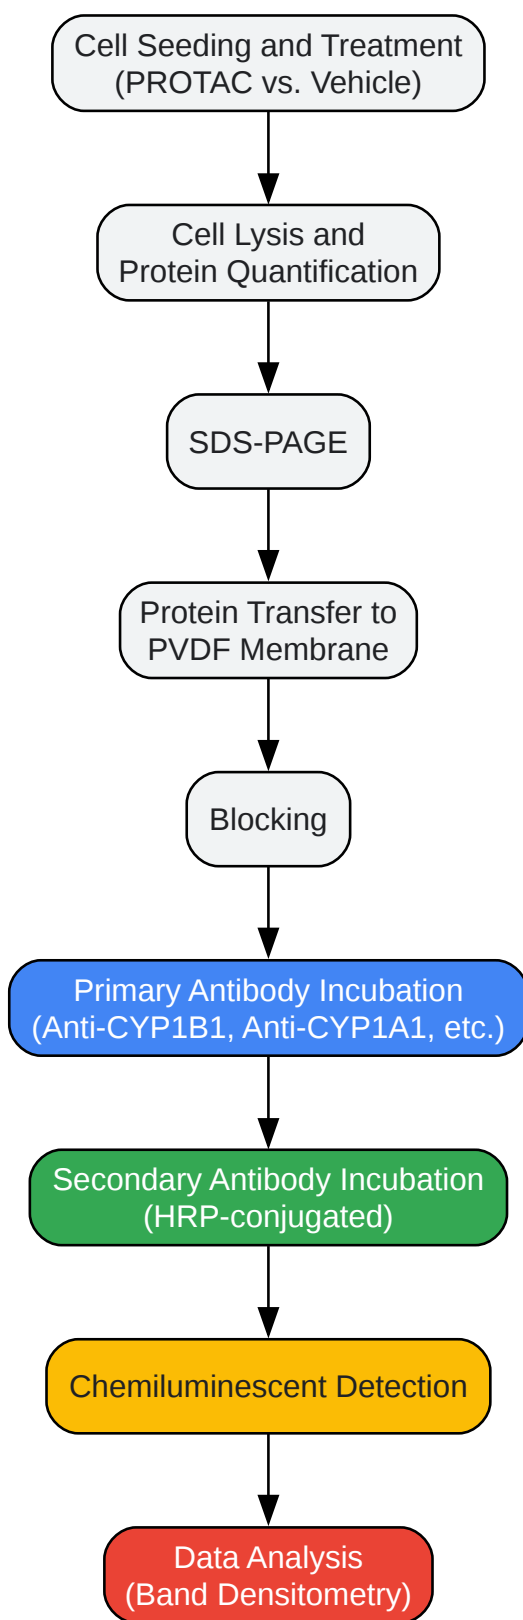 Cell Seeding and Treatment
(PROTAC vs. Vehicle)
Cell Lysis and
Protein Quantification
SDS-PAGE
Protein Transfer to
PVDF Membrane
Blocking
Primary Antibody Incubation
(Anti-CYP1B1, Anti-CYP1A1, etc.)
Secondary Antibody Incubation
(HRP-conjugated)
Chemiluminescent Detection
Data Analysis
(Band Densitometry)